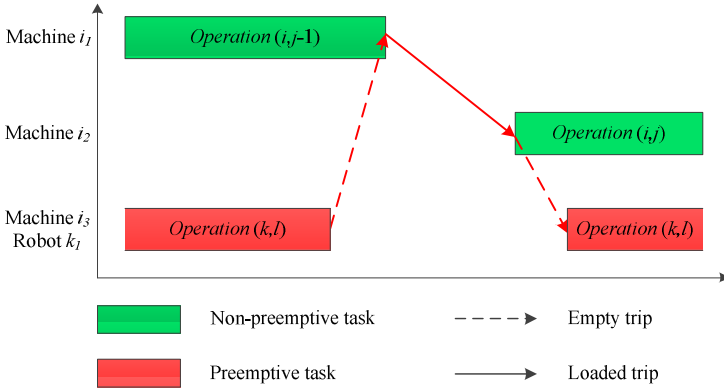 Machine i1
Operation (i,j-1)
Machine i2
Operation (i,j)
Machine i3
Robot k1
Operation (k,l)
Operation (k,l)
Non-preemptive task
Empty trip
Preemptive task
Loaded trip